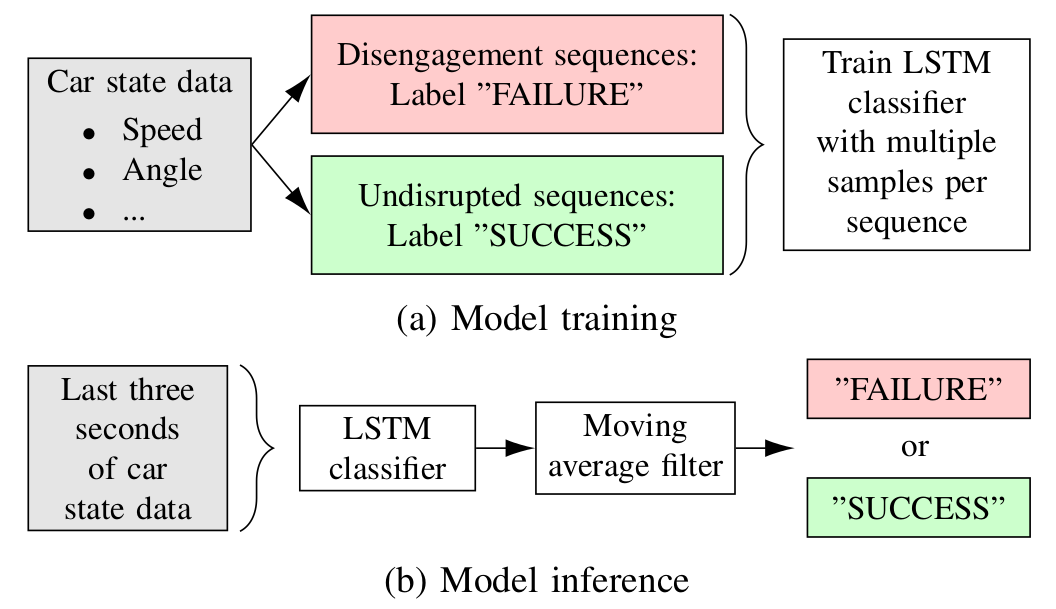 Car state data
• Speed
• Angle
• ...
Disengagement sequences:
Label ”FAILURE”
Undisrupted sequences:
Label ”SUCCESS”
Train LSTM
classifier
with multiple
samples per
sequence
(a) Model training
Last three
seconds
of car
state data
LSTM
classifier
Moving
average filter
”FAILURE”
or
”SUCCESS”
(b) Model inference